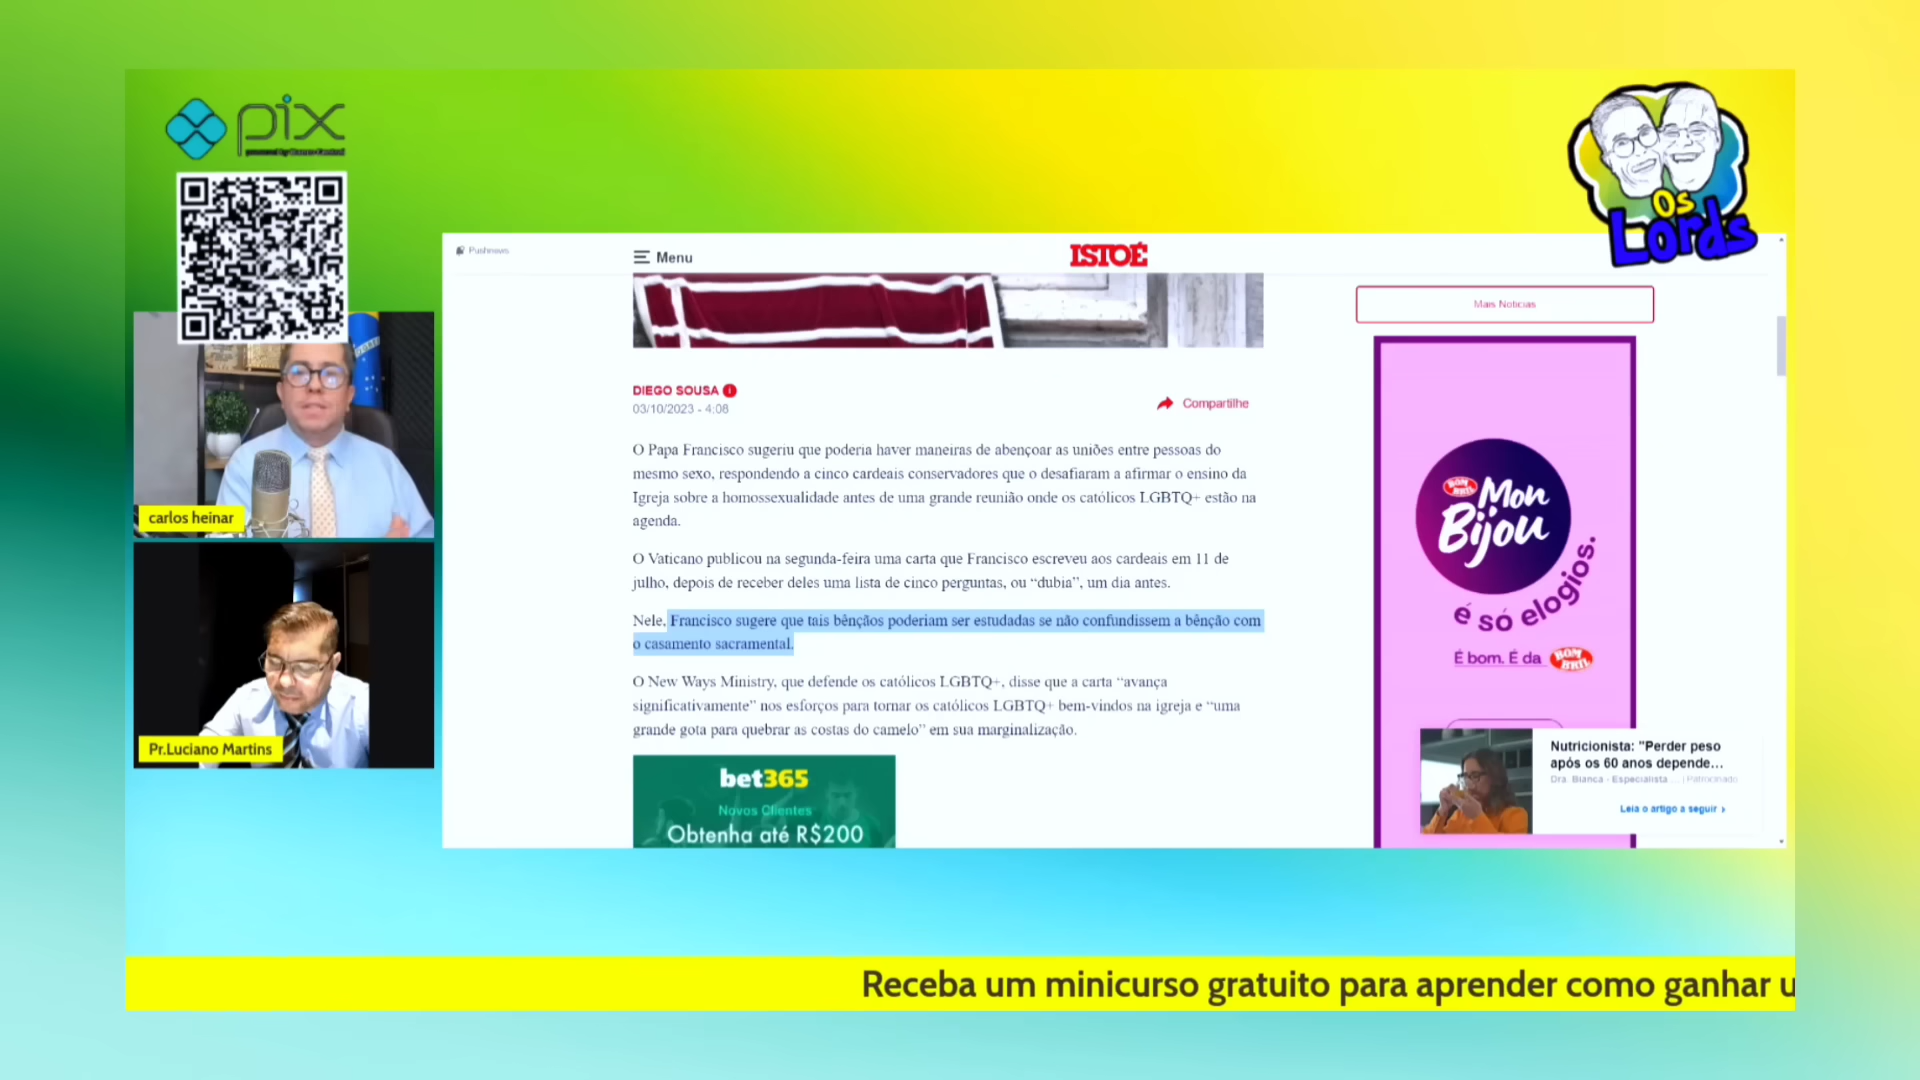 pix
Os
Lords
Pushnews
Menu
ISTOÉ
Mais Notícias
DIEGO SOUSA
03/10/2023 - 4:08
Compartilhe
O Papa Francisco sugeriu que poderia haver maneiras de abençoar as uniões entre pessoas do
mesmo sexo, respondendo a cinco cardeais conservadores que o desafiaram a afirmar o ensino da
Igreja sobre a homossexualidade antes de uma grande reunião onde os católicos LGBTQ+ estão na
agenda.
O Vaticano publicou na segunda-feira uma carta que Francisco escreveu aos cardeais em 11 de
julho, depois de receber deles uma lista de cinco perguntas, ou “dubia”, um dia antes.
Nele, Francisco sugere que tais bênçãos poderiam ser estudadas se não confundissem a bênção com
o casamento sacramental.
O New Ways Ministry, que defende os católicos LGBTQ+, disse que a carta “avança
significativamente” nos esforços para tornar os católicos LGBTQ+ bem-vindos na igreja e “uma
grande gota para quebrar as costas do camelo” em sua marginalização.
bet365
Novos Clientes
Obtenha até R$200
carlos heinar
Pr.Luciano Martins
BOM BRIL
Mon
Bijou
é só elogios.
É bom. É da BOM BRIL
Nutricionista: "Perder peso
após os 60 anos depende...
Dra. Bianca - Especialista ... | Patrocinado
Leia o artigo a seguir ›
Receba um minicurso gratuito para aprender como ganhar u